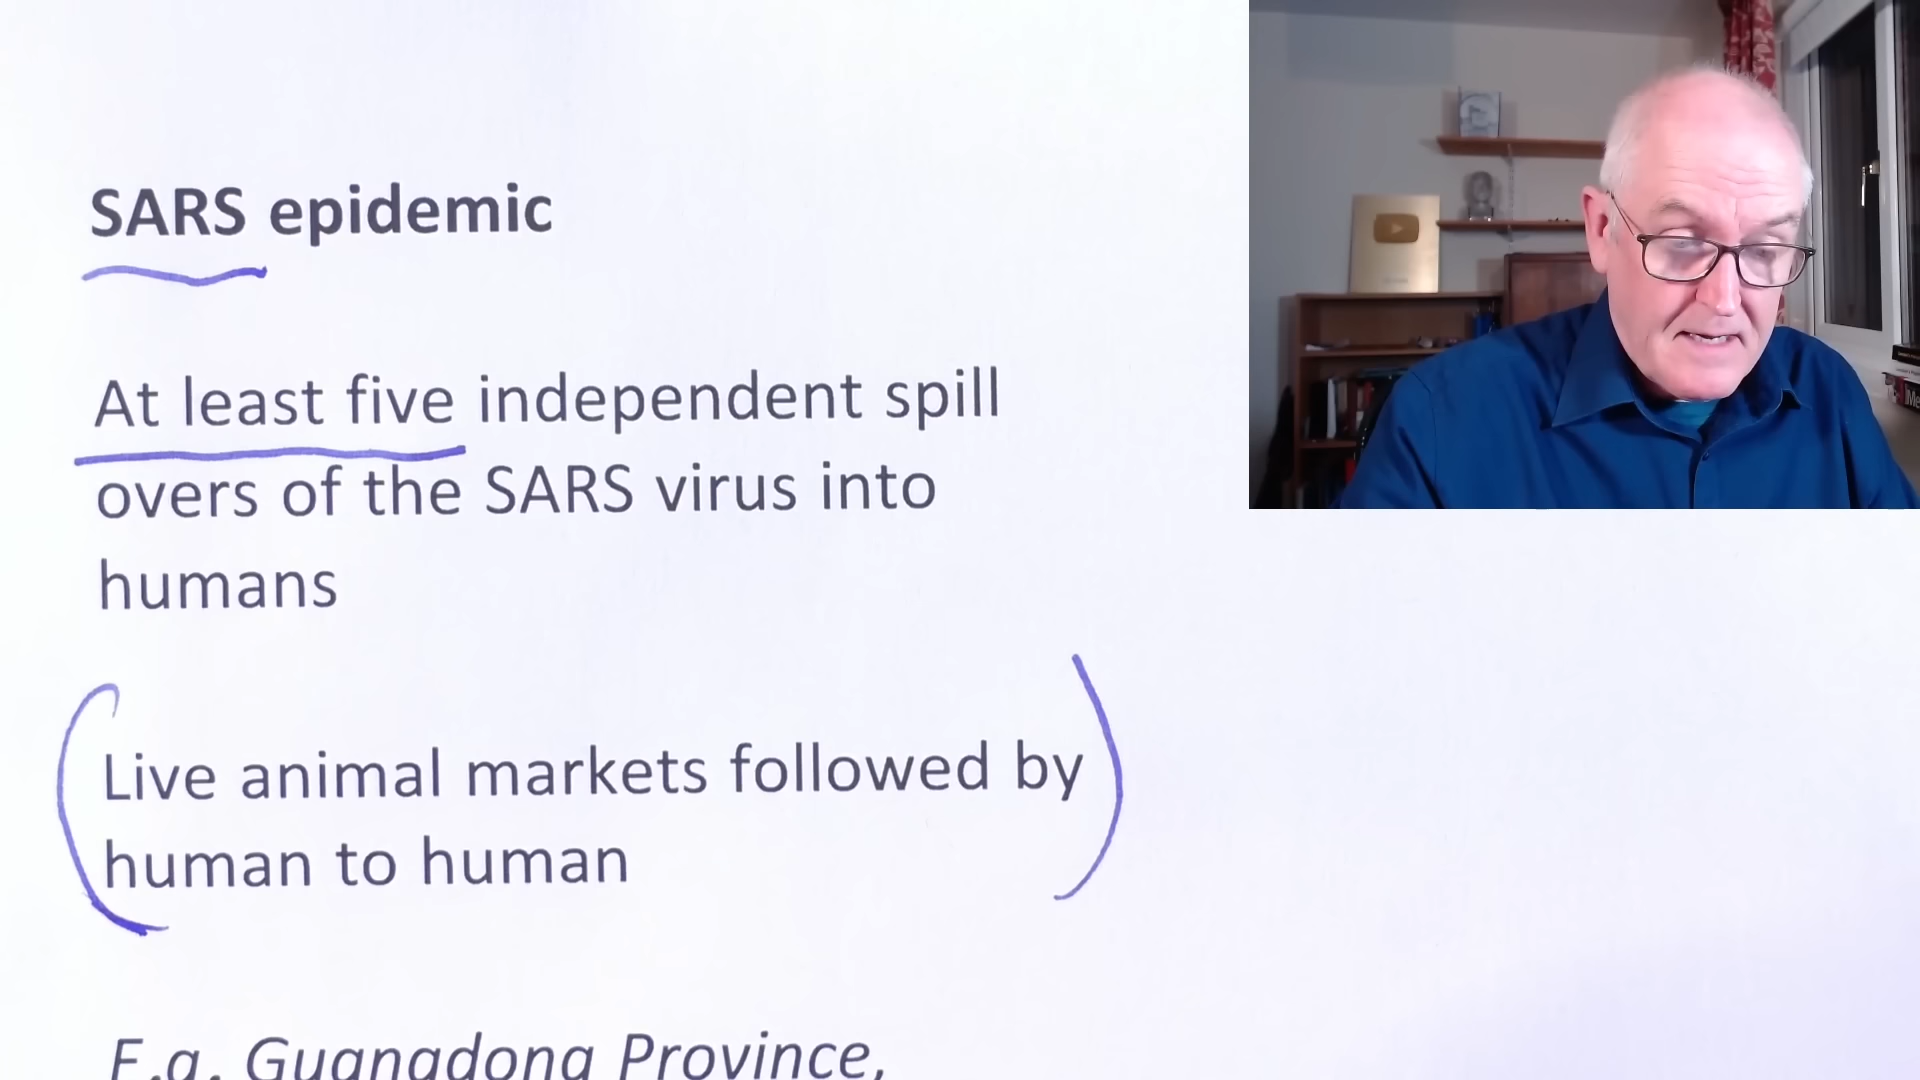 SARS epidemic
At least five independent spill
overs of the SARS virus into
humans
Live animal markets followed by
human to human
E.g. Guangdong Province,